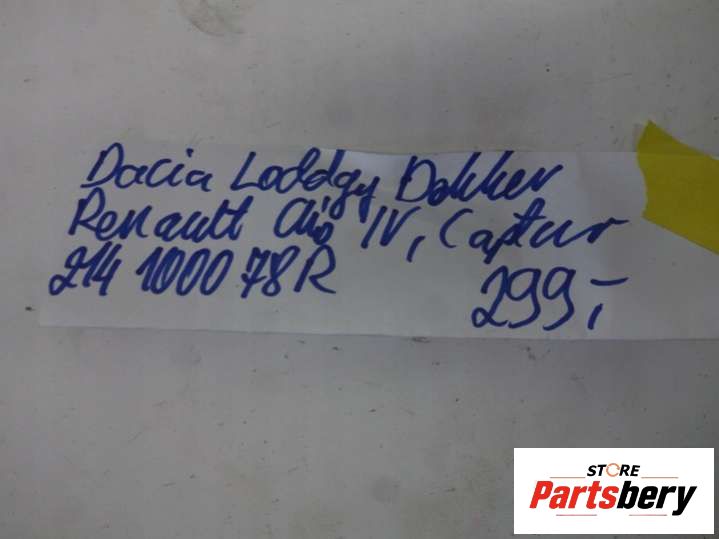 Dacia Loddgy Dokker
Renault Clio IV, Captur
214 1000 78R 299,-
STORE
Partsbery